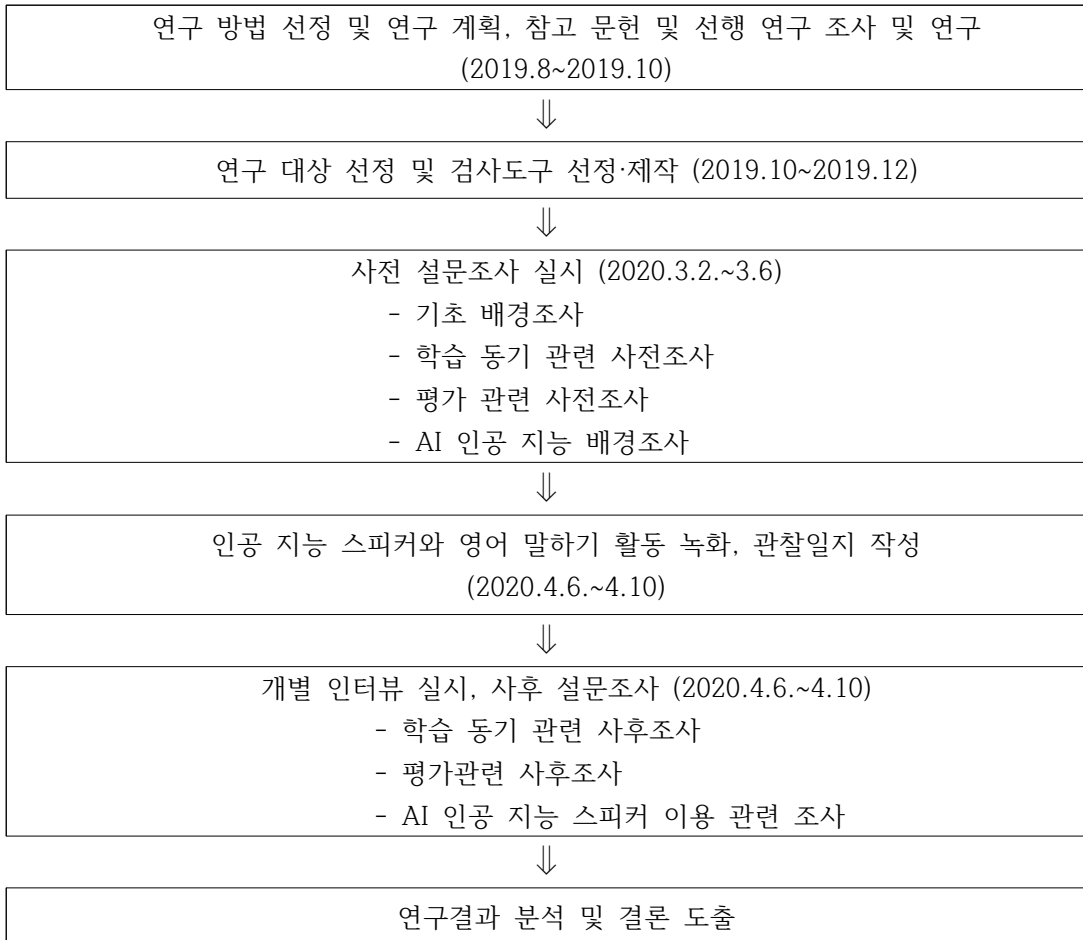 연구 방법 선정 및 연구 계획, 참고 문헌 및 선행 연구 조사 및 연구
(2019.8~2019.10)
⇓
연구 대상 선정 및 검사도구 선정·제작 (2019.10~2019.12)
⇓
사전 설문조사 실시 (2020.3.2.~3.6)
- 기초 배경조사
- 학습 동기 관련 사전조사
- 평가 관련 사전조사
- AI 인공 지능 배경조사
⇓
인공 지능 스피커와 영어 말하기 활동 녹화, 관찰일지 작성
(2020.4.6.~4.10)
⇓
개별 인터뷰 실시, 사후 설문조사 (2020.4.6.~4.10)
- 학습 동기 관련 사후조사
- 평가관련 사후조사
- AI 인공 지능 스피커 이용 관련 조사
⇓
연구결과 분석 및 결론 도출